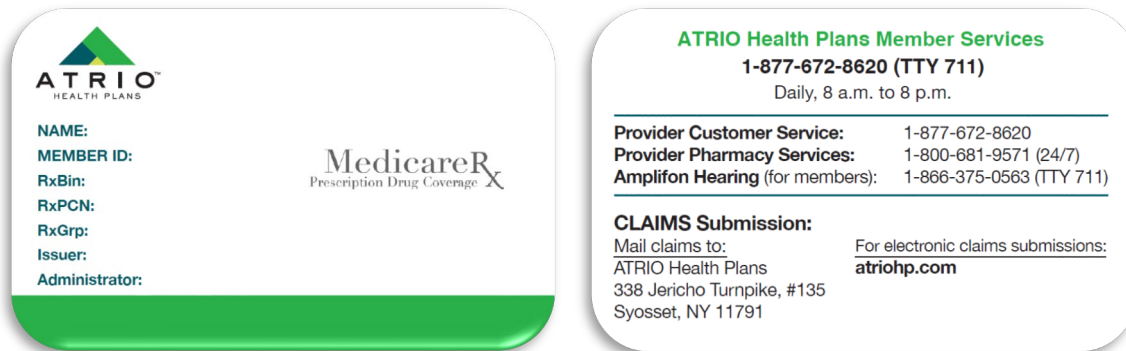 ATRIO™
HEALTH PLANS
NAME:
MEMBER ID:
RxBin:
RxPCN:
RxGrp:
Issuer:
Administrator:
MedicareRx
Prescription Drug Coverage
ATRIO Health Plans Member Services
1-877-672-8620 (TTY 711)
Daily, 8 a.m. to 8 p.m.
Provider Customer Service: 1-877-672-8620
Provider Pharmacy Services: 1-800-681-9571 (24/7)
Amplifon Hearing (for members): 1-866-375-0563 (TTY 711)
CLAIMS Submission:
Mail claims to:
ATRIO Health Plans
338 Jericho Turnpike, #135
Syosset, NY 11791
For electronic claims submissions:
atriohp.com